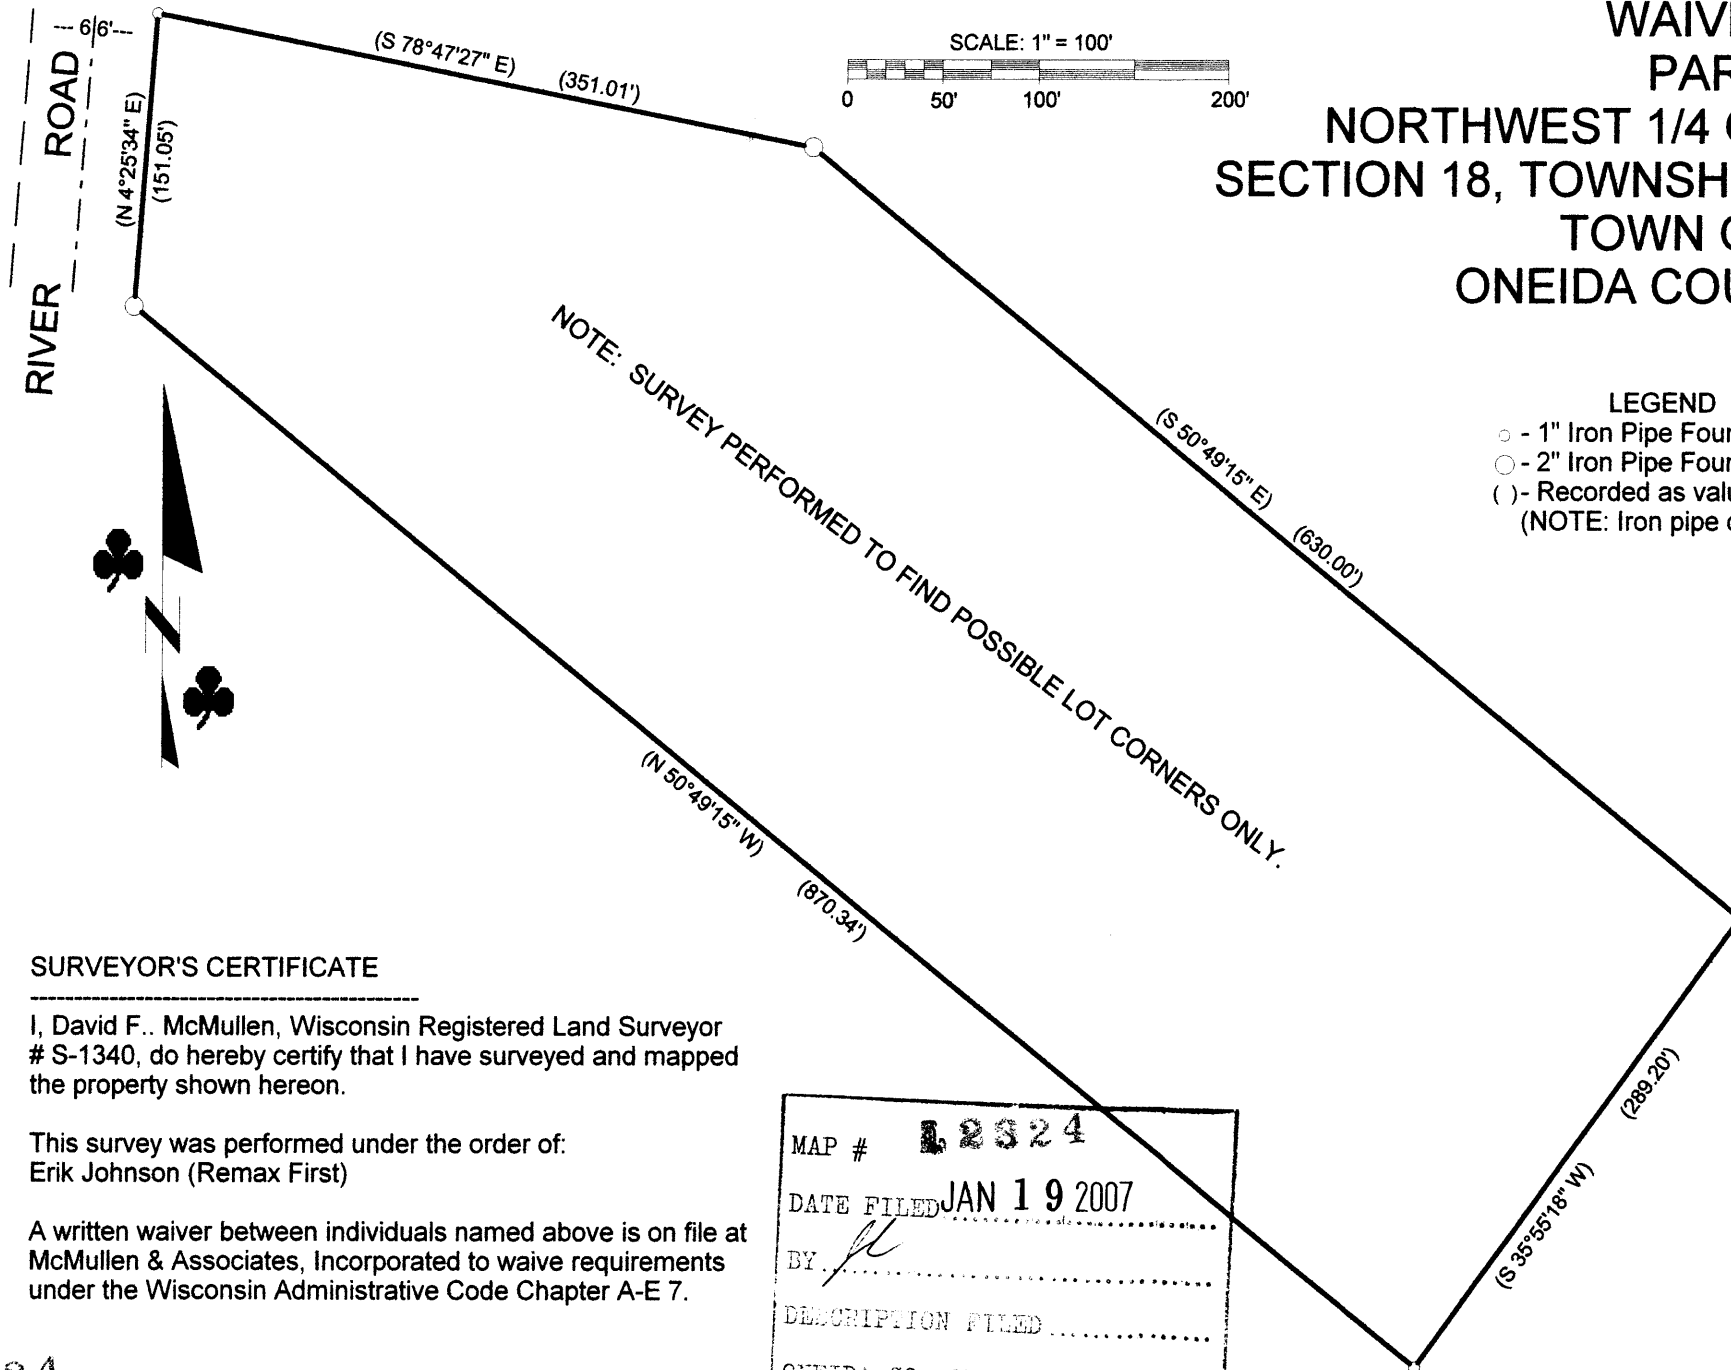 WAIV
PAR
NORTHWEST 1/4
SECTION 18, TOWNSH
TOWN
ONEIDA COU
--- 66'---
RIVER ROAD
(N 4°25'34" E)
(151.05')
(S 78°47'27" E) (351.01')
SCALE: 1" = 100'
0 50' 100' 200'
LEGEND
- 1" Iron Pipe Foun
- 2" Iron Pipe Foun
( )- Recorded as valu
(NOTE: Iron pipe
(S 50°49'15" E) (630.00')
NOTE: SURVEY PERFORMED TO FIND POSSIBLE LOT CORNERS ONLY.
N
(N 50°49'15" W) (870.34')
(289.20')
(S 35°55'18" W)
SURVEYOR'S CERTIFICATE
I, David F.. McMullen, Wisconsin Registered Land Surveyor
# S-1340, do hereby certify that I have surveyed and mapped
the property shown hereon.
This survey was performed under the order of:
Erik Johnson (Remax First)
A written waiver between individuals named above is on file at
McMullen & Associates, Incorporated to waive requirements
under the Wisconsin Administrative Code Chapter A-E 7.
MAP # L2324
DATE FILED JAN 19 2007
BY
DESCRIPTION FILED